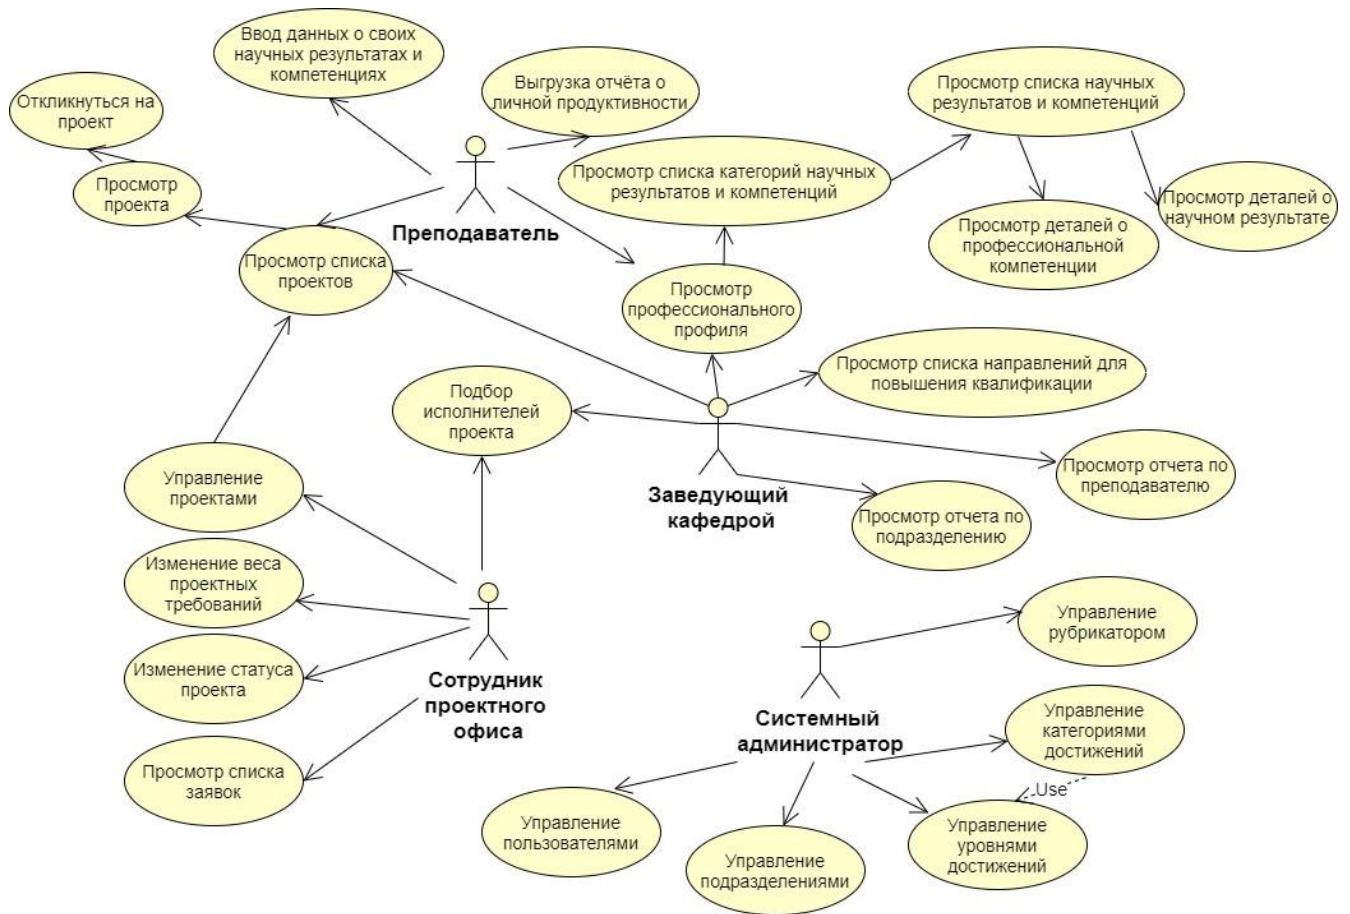 Ввод данных о своих
научных результатах и
компетенциях
Откликнуться на
проект
Выгрузка отчёта о
личной продуктивности
Просмотр списка научных
результатов и компетенций
Просмотр
проекта
Преподаватель
Просмотр списка категорий научных
результатов и компетенций
Просмотр деталей о
научном результате
Просмотр деталей о
профессиональной
компетенции
Просмотр списка
проектов
Просмотр
профессионального
профиля
Просмотр списка направлений для
повышения квалификации
Подбор
исполнителей
проекта
Заведующий
кафедрой
Просмотр отчета по
преподавателю
Просмотр отчета по
подразделению
Управление
проектами
Изменение веса
проектных
требований
Изменение статуса
проекта
Просмотр списка
заявок
Сотрудник
проектного
офиса
Управление
рубрикатором
Системный
администратор
Управление
категориями
достижений
Use
Управление
пользователями
Управление
подразделениями
Управление
уровнями
достижений